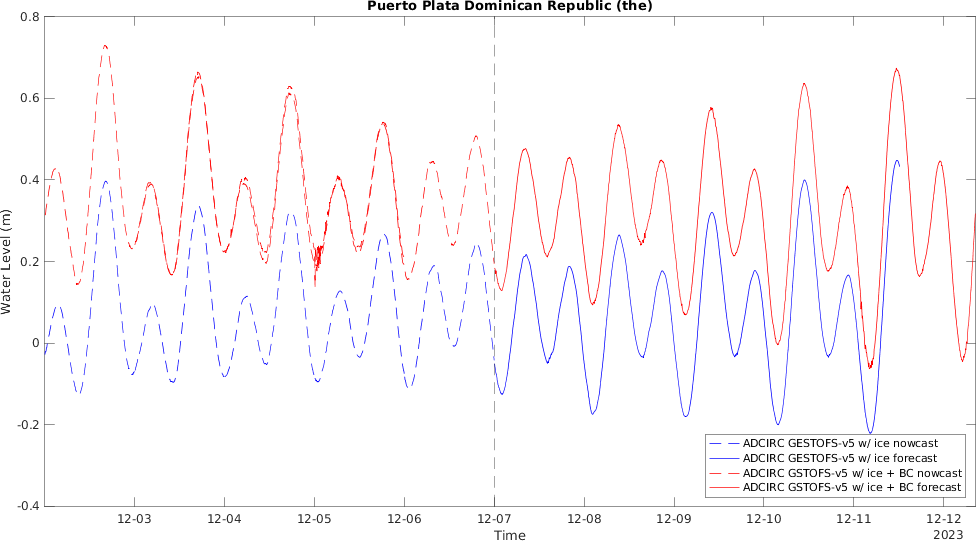 Puerto Plata Dominican Republic (the)
Water Level (m)
0.8
0.6
0.4
0.2
0
-0.2
-0.4
ADCIRC GESTOFS-v5 w/ ice nowcast
ADCIRC GESTOFS-v5 w/ ice forecast
ADCIRC GSTOFS-v5 w/ ice + BC nowcast
ADCIRC GSTOFS-v5 w/ ice + BC forecast
12-03 12-04 12-05 12-06 12-07 12-08 12-09 12-10 12-11 12-12
Time 2023